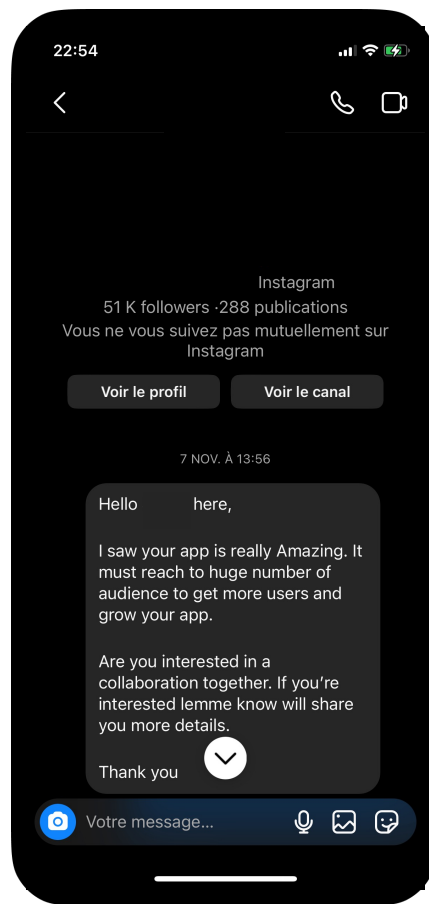 22:54
Instagram
51 K followers ·288 publications
Vous ne vous suivez pas mutuellement sur
Instagram
Voir le profil Voir le canal
7 NOV. À 13:56
Hello here,
I saw your app is really Amazing. It
must reach to huge number of
audience to get more users and
grow your app.
Are you interested in a
collaboration together. If you’re
interested lemme know will share
you more details.
Thank you
Votre message...